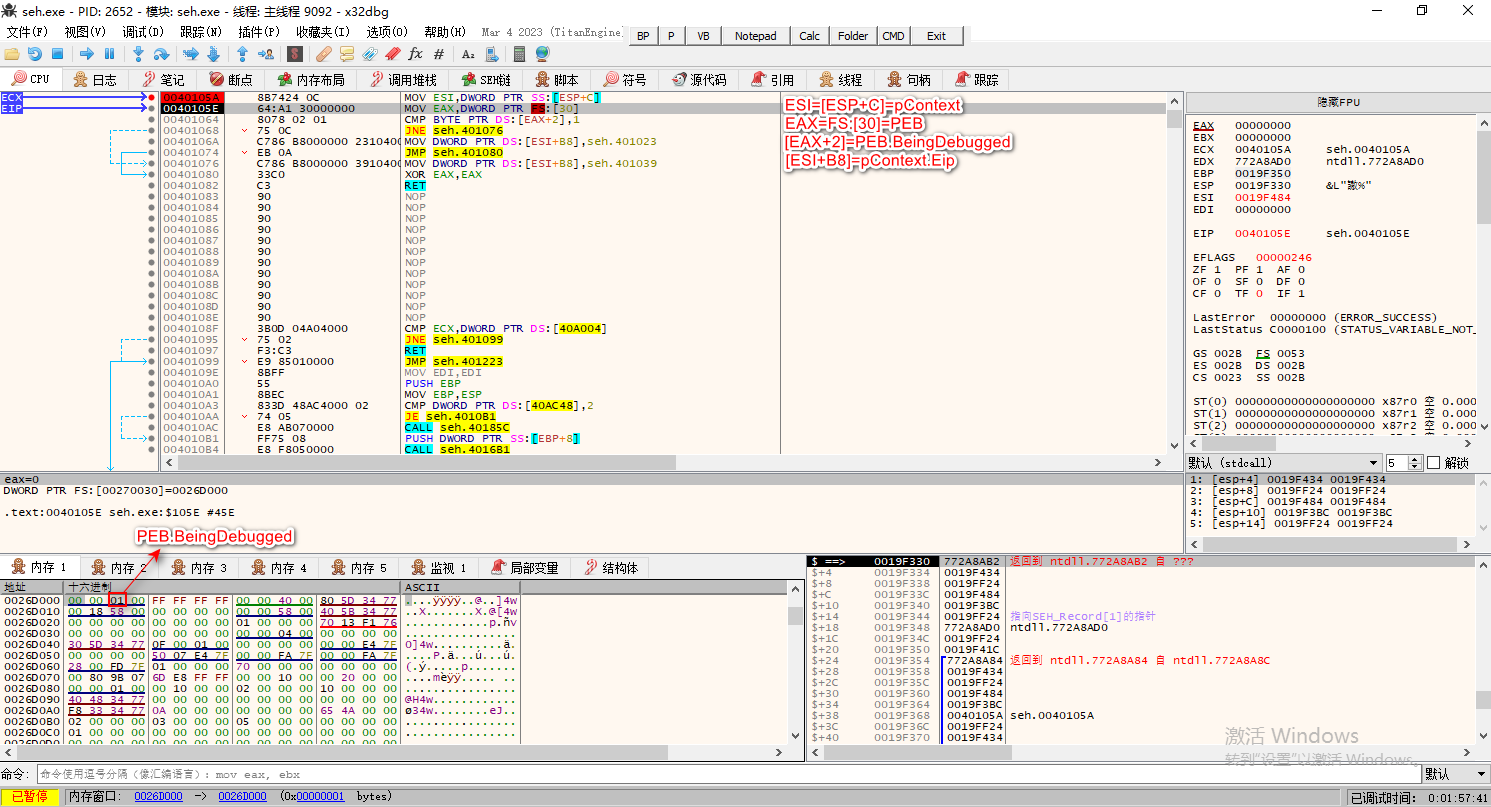 seh.exe - PID: 2652 - 模块: seh.exe - 线程: 主线程 9092 - x32dbg
文件(F) 视图(V) 调试(D) 跟踪(N) 插件(P) 收藏夹(I) 选项(O) 帮助(H) Mar 4 2023 (TitanEngine)
BP P VB Notepad Calc Folder CMD Exit
CPU 日志 笔记 断点 内存布局 调用堆栈 SEH链 脚本 符号 源代码 引用 线程 句柄 跟踪
ECX
EIP
0040105A 8B7424 0C MOV ESI,DWORD PTR SS:[ESP+C]
0040105E 64:A1 30000000 MOV EAX,DWORD PTR FS:[30]
00401064 8078 02 01 CMP BYTE PTR DS:[EAX+2],1
00401068 75 0C JNE seh.401076
0040106A C786 B8000000 23104000 MOV DWORD PTR DS:[ESI+B8],seh.401023
00401074 EB 0A JMP seh.401080
00401076 C786 B8000000 39104000 MOV DWORD PTR DS:[ESI+B8],seh.401039
00401080 33C0 XOR EAX,EAX
00401082 C3 RET
00401083 90 NOP
00401084 90 NOP
00401085 90 NOP
00401086 90 NOP
00401087 90 NOP
00401088 90 NOP
00401089 90 NOP
0040108A 90 NOP
0040108B 90 NOP
0040108C 90 NOP
0040108D 90 NOP
0040108E 90 NOP
0040108F 3B0D 04A04000 CMP ECX,DWORD PTR DS:[40A004]
00401095 75 02 JNE seh.401099
00401097 F3:C3 RET
00401099 E9 85010000 JMP seh.401223
0040109E 8BFF MOV EDI,EDI
004010A0 55 PUSH EBP
004010A1 8BEC MOV EBP,ESP
004010A3 833D 48AC4000 02 CMP DWORD PTR DS:[40AC48],2
004010AA 74 05 JE seh.4010B1
004010AC E8 AB070000 CALL seh.40185C
004010B1 FF75 08 PUSH DWORD PTR SS:[EBP+8]
004010B4 E8 F8050000 CALL seh.4016B1
ESI=[ESP+C]=pContext
EAX=FS:[30]=PEB
[EAX+2]=PEB.BeingDebugged
[ESI+B8]=pContext.Eip
隐藏FPU
EAX 00000000
EBX 00000000
ECX 0040105A seh.0040105A
EDX 772A8AD0 ntdll.772A8AD0
EBP 0019F350
ESP 0019F330
ESI 0019F484
EDI 00000000
EIP 0040105E seh.0040105E
EFLAGS 00000246
ZF 1 PF 1 AF 0
OF 0 SF 0 DF 0
CF 0 TF 0 IF 1
LastError 00000000 (ERROR_SUCCESS)
LastStatus C0000100 (STATUS_VARIABLE_NOT_
GS 002B FS 0053
ES 002B DS 002B
CS 0023 SS 002B
ST(0) 00000000000000000000 x87r0 空 0.000
ST(1) 00000000000000000000 x87r1 空 0.000
ST(2) 00000000000000000000 x87r2 空 0.000
默认 (stdcall) 5 解锁
1: [esp+4] 0019F434 0019F434
2: [esp+8] 0019FF24 0019FF24
3: [esp+C] 0019F484 0019F484
4: [esp+10] 0019F3BC 0019F3BC
5: [esp+14] 0019FF24 0019FF24
eax=0
DWORD PTR FS:[00270030]=0026D000
.text:0040105E seh.exe:$105E #45E
PEB.BeingDebugged
内存 1 内存 2 内存 3 内存 4 内存 5 监视 1 局部变量 结构体
地址 十六进制 ASCII
0026D000 00 00 01 00 FF FF FF FF 00 00 40 00 80 5D 34 77 ....ÿÿÿÿ..@..]4w
0026D010 00 18 58 00 00 00 00 00 00 00 58 00 40 5B 34 77 ..X.......X.@[4w
0026D020 00 00 00 00 00 00 00 00 01 00 00 00 70 13 F1 76 ............p.ñv
0026D030 00 00 00 00 00 00 00 00 00 00 04 00 00 00 00 00 ................
0026D040 30 5D 34 77 0F 00 01 00 00 00 00 00 00 00 E4 7F 0]4w..........ä.
0026D050 00 00 00 00 50 07 E4 7F 00 00 FA 7F 00 00 FA 7F ....P.ä...ú...ú.
0026D060 28 00 FD 7F 01 00 00 00 70 00 00 00 00 00 00 00 (.ý.....p.......
0026D070 00 80 9B 07 6D E8 FF FF 00 00 10 00 00 20 00 00 ....mèÿÿ..... ..
0026D080 00 00 01 00 00 10 00 00 02 00 00 00 10 00 00 00 ................
0026D090 40 48 34 77 00 00 00 00 00 00 00 00 00 00 00 00 @H4w............
0026D0A0 F8 33 34 77 0A 00 00 00 00 00 00 00 65 4A 00 00 ø34w........eJ..
0026D0B0 02 00 00 00 03 00 00 00 05 00 00 00 00 00 00 00 ................
0026D0C0 01 00 00 00 00 00 00 00 00 00 00 00 00 00 00 00 ................
$ ==> 0019F330 772A8AB2 返回到 ntdll.772A8AB2 自 ???
$+4 0019F334 0019F434
$+8 0019F338 0019FF24
$+C 0019F33C 0019F484
$+10 0019F340 0019F3BC
$+14 0019F344 0019FF24 指向SEH_Record[1]的指针
$+18 0019F348 772A8AD0 ntdll.772A8AD0
$+1C 0019F34C 0019FF24
$+20 0019F350 0019F41C
$+24 0019F354 772A8A84 返回到 ntdll.772A8A84 自 ntdll.772A8A8C
$+28 0019F358 0019F434
$+2C 0019F35C 0019FF24
$+30 0019F360 0019F484
$+34 0019F364 0019F3BC
$+38 0019F368 0040105A seh.0040105A
$+3C 0019F36C 0019FF24
$+40 0019F370 0019F434
激活 Windows
转到“设置”以激活 Windows。
命令: 命令使用逗号分隔（像汇编语言）: mov eax, ebx 默认
已暂停 内存窗口: 0026D000 -> 0026D000 (0x00000001 bytes) 已调试时间: 0:01:57:41